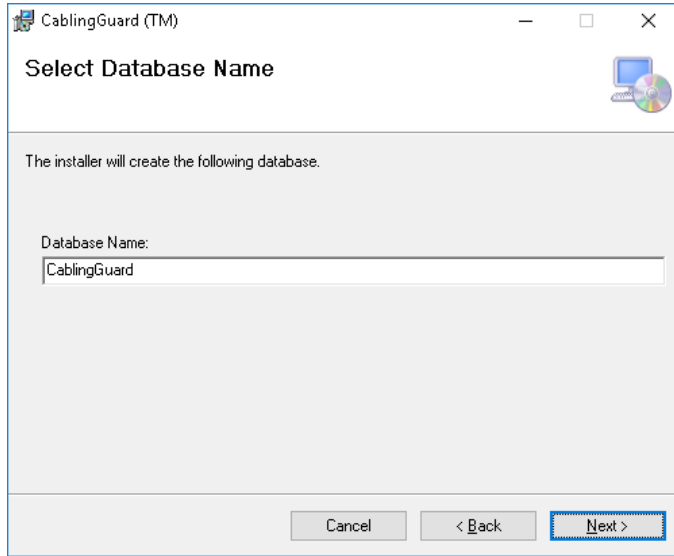 CablingGuard (TM)
Select Database Name
The installer will create the following database.
Database Name:
CablingGuard
Cancel
< Back
Next >